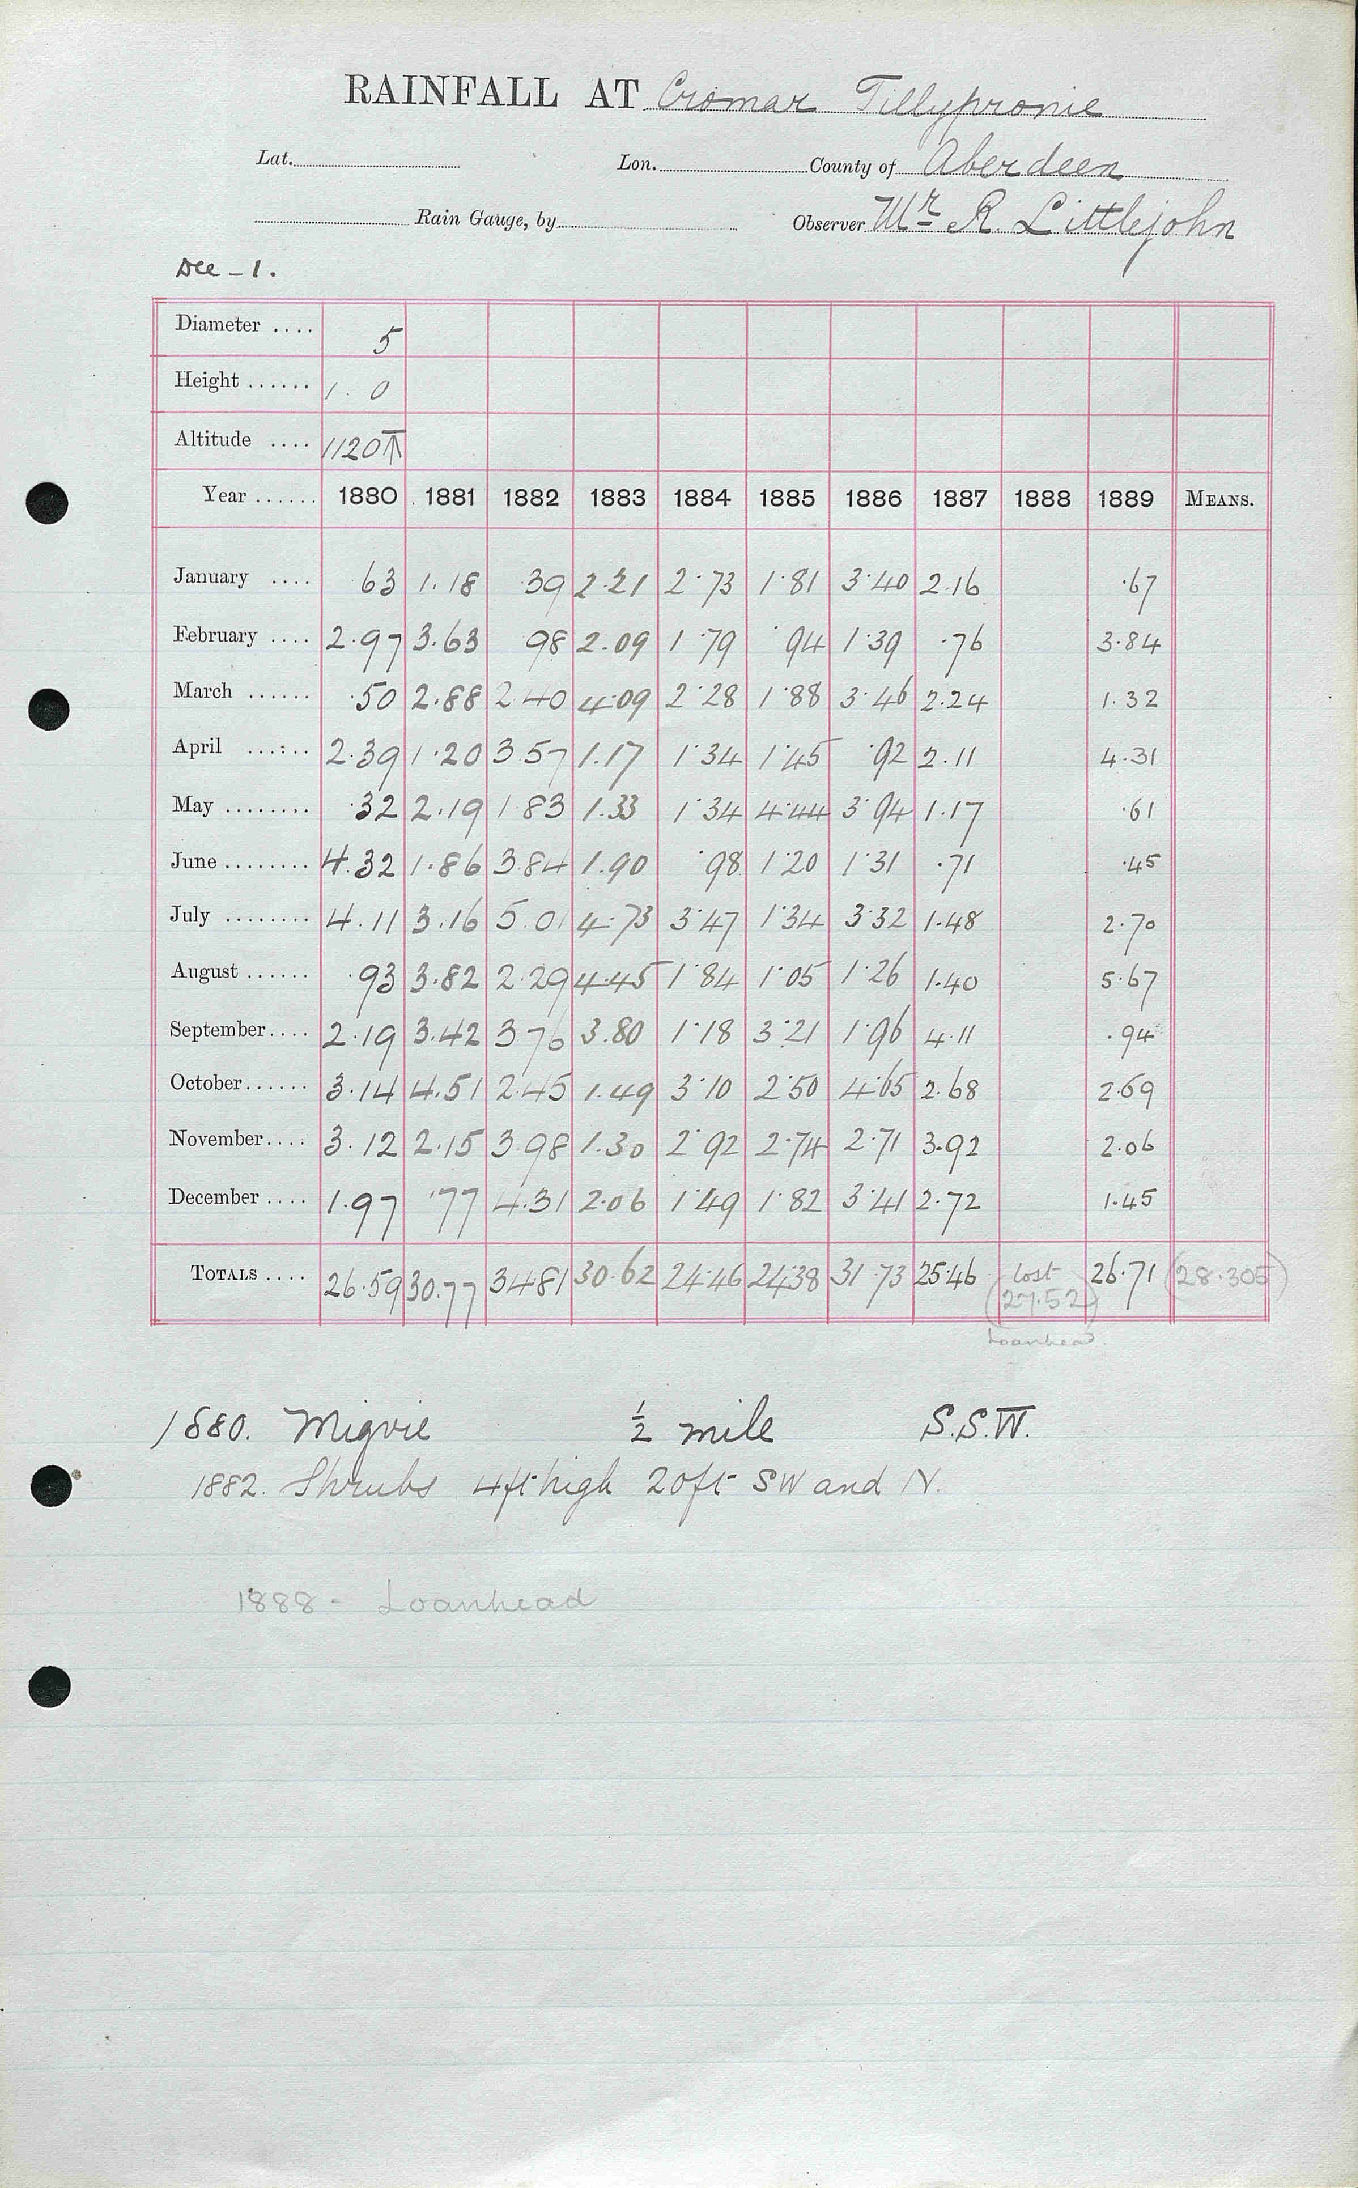 RAINFALL AT Cromar Tillypronie
Lat. Lon. County of Aberdeen
Rain Gauge, by Observer Mr R. Littlejohn
Dee - 1.
Diameter .... 5
Height ...... 1. 0
Altitude .... 1120 T
Year ...... 1880 1881 1882 1883 1884 1885 1886 1887 1888 1889 MEANS.
January .... 63 1.18 39 2.21 2.73 1.81 3.40 2.16 .67
February .... 2.97 3.63 98 2.09 1.79 .94 1.39 .76 3.84
March ...... .50 2.88 2.40 4.09 2.28 1.88 3.46 2.24 1.32
April ...... 2.39 1.20 3.57 1.17 1.34 1.45 .92 2.11 4.31
May ........ .32 2.19 1.83 1.33 1.34 4.44 3.94 1.17 .61
June ........ 4.32 1.86 3.84 1.90 .98 1.20 1.31 .71 .45
July ........ 4.11 3.16 5.01 4.73 3.47 1.34 3.32 1.48 2.70
August ...... .93 3.82 2.29 4.45 1.84 1.05 1.26 1.40 5.67
September.... 2.19 3.42 3 76 3.80 1.18 3.21 1.96 4.11 .94
October...... 3.14 4.51 2.45 1.49 3.10 2.50 4.65 2.68 2.69
November.... 3.12 2.15 3.98 1.30 2.92 2.74 2.71 3.92 2.06
December .... 1.97 .77 4.31 2.06 1.49 1.82 3.41 2.72 1.45
TOTALS .... 26.59 30.77 34.81 30.62 24.46 24.38 31.73 25.46 lost 26.71 (28.305)
(27.52)
Loanhead.
1880. Migvie ½ mile S.S.W.
1882. Shrubs 4ft high 20ft SW and N.
1888 - Loanhead